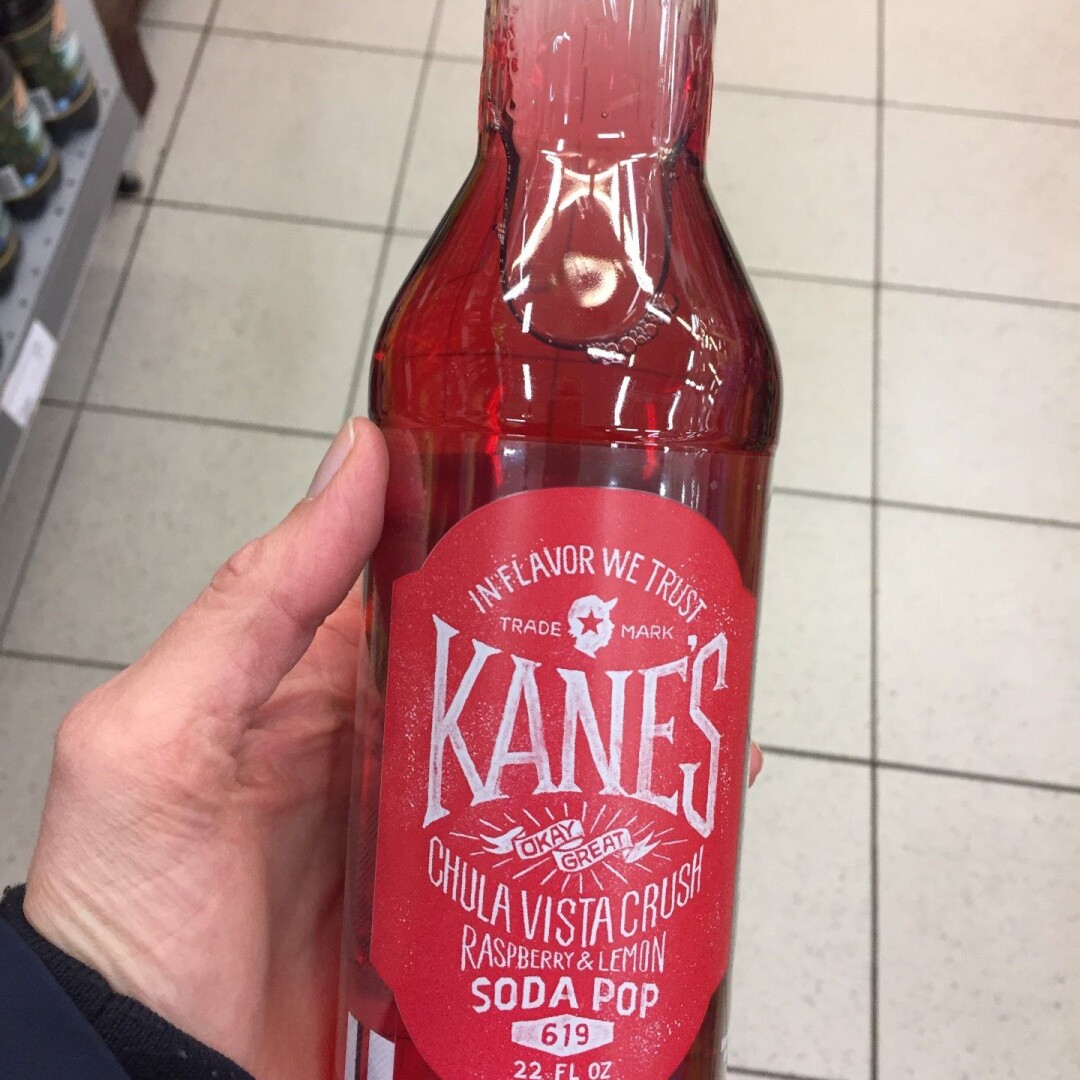 IN FLAVOR WE TRUST
TRADE MARK
KANE'S
OKAY
GREAT
CHULA VISTA CRUSH
RASPBERRY & LEMON
SODA POP
619
22 FL OZ